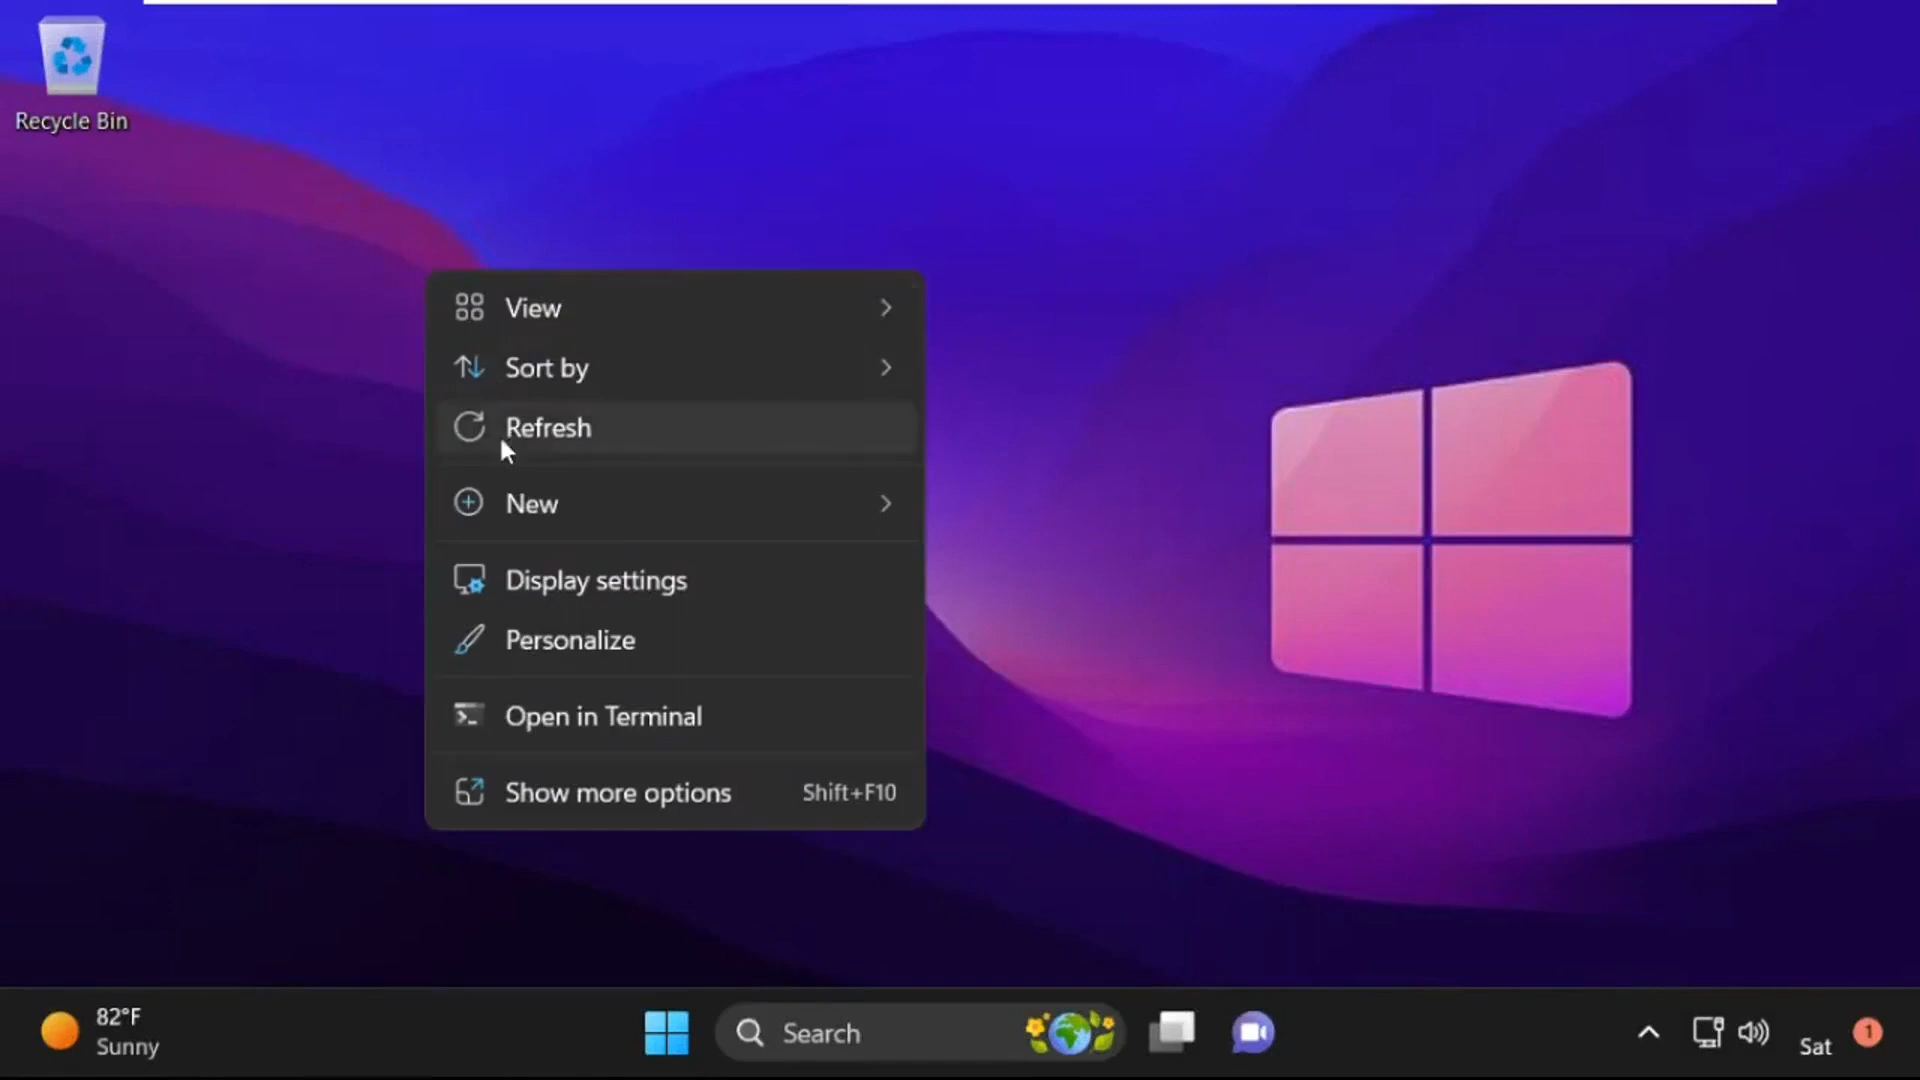 Recycle Bin
View
Sort by
Refresh
New
Display settings
Personalize
Open in Terminal
Show more options Shift+F10
82°F
Sunny
Search
Sat
1